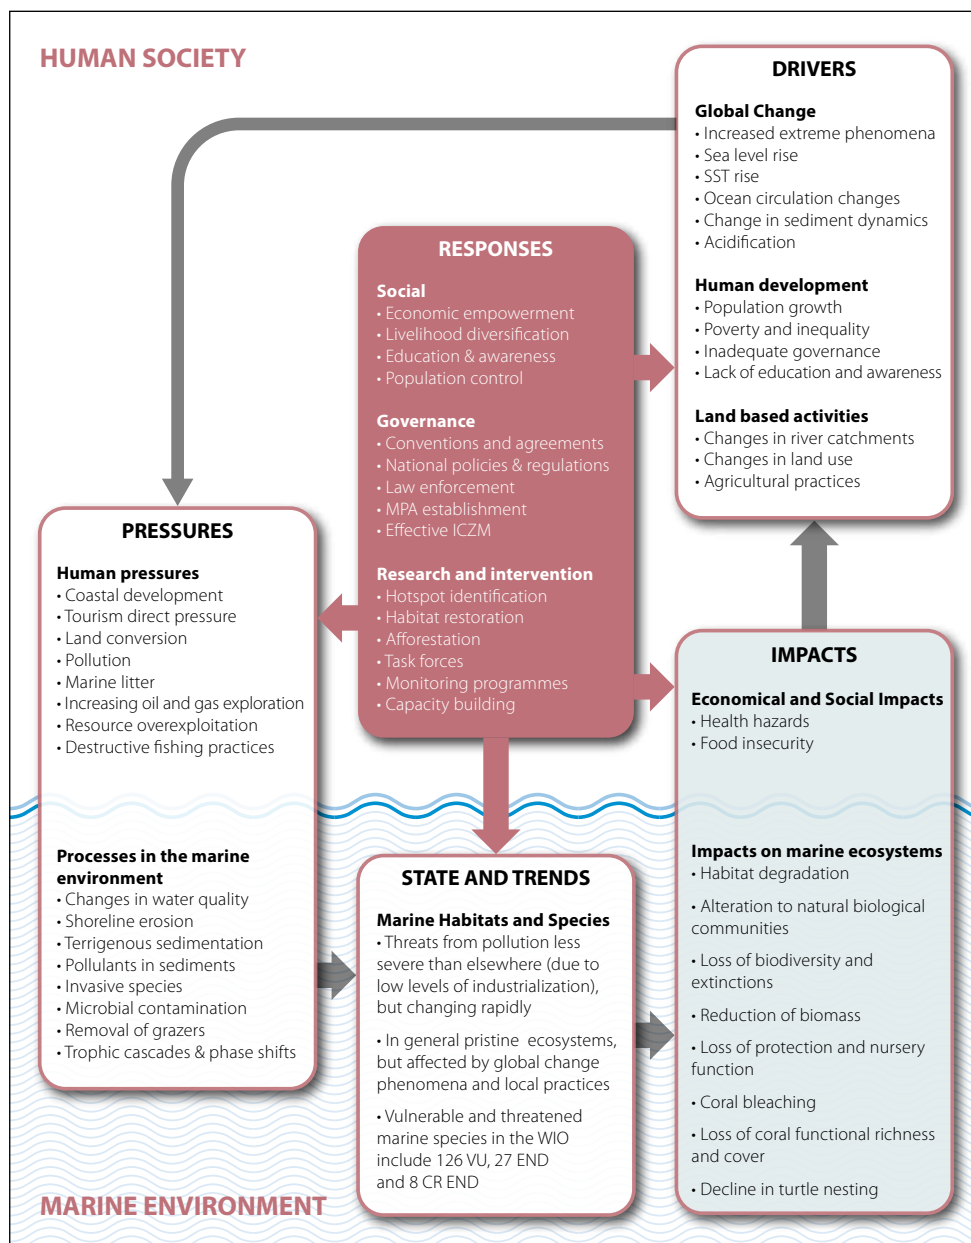 HUMAN SOCIETY
DRIVERS
Global Change
• Increased extreme phenomena
• Sea level rise
• SST rise
• Ocean circulation changes
• Change in sediment dynamics
• Acidification
Human development
• Population growth
• Poverty and inequality
• Inadequate governance
• Lack of education and awareness
Land based activities
• Changes in river catchments
• Changes in land use
• Agricultural practices
RESPONSES
Social
• Economic empowerment
• Livelihood diversification
• Education & awareness
• Population control
Governance
• Conventions and agreements
• National policies & regulations
• Law enforcement
• MPA establishment
• Effective ICZM
Research and intervention
• Hotspot identification
• Habitat restoration
• Afforestation
• Task forces
• Monitoring programmes
• Capacity building
PRESSURES
Human pressures
• Coastal development
• Tourism direct pressure
• Land conversion
• Pollution
• Marine litter
• Increasing oil and gas exploration
• Resource overexploitation
• Destructive fishing practices
Processes in the marine
environment
• Changes in water quality
• Shoreline erosion
• Terrigenous sedimentation
• Pollulants in sediments
• Invasive species
• Microbial contamination
• Removal of grazers
• Trophic cascades & phase shifts
STATE AND TRENDS
Marine Habitats and Species
• Threats from pollution less
severe than elsewhere (due to
low levels of industrialization),
but changing rapidly
• In general pristine ecosystems,
but affected by global change
phenomena and local practices
• Vulnerable and threatened
marine species in the WIO
include 126 VU, 27 END
and 8 CR END
IMPACTS
Economical and Social Impacts
• Health hazards
• Food insecurity
Impacts on marine ecosystems
• Habitat degradation
• Alteration to natural biological
communities
• Loss of biodiversity and
extinctions
• Reduction of biomass
• Loss of protection and nursery
function
• Coral bleaching
• Loss of coral functional richness
and cover
• Decline in turtle nesting
MARINE ENVIRONMENT